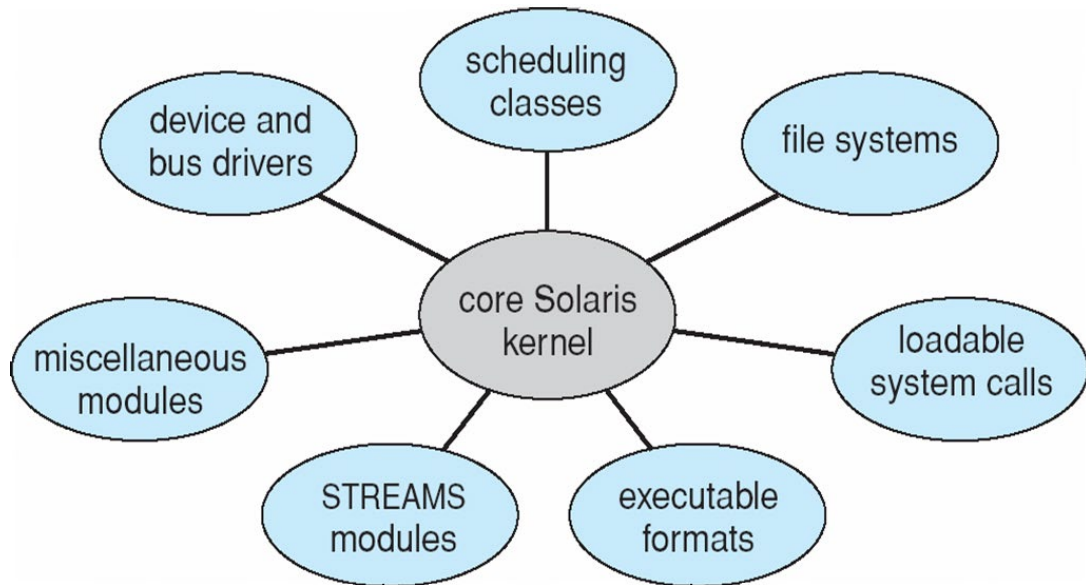 scheduling
classes
device and
bus drivers
file systems
core Solaris
kernel
miscellaneous
modules
loadable
system calls
STREAMS
modules
executable
formats